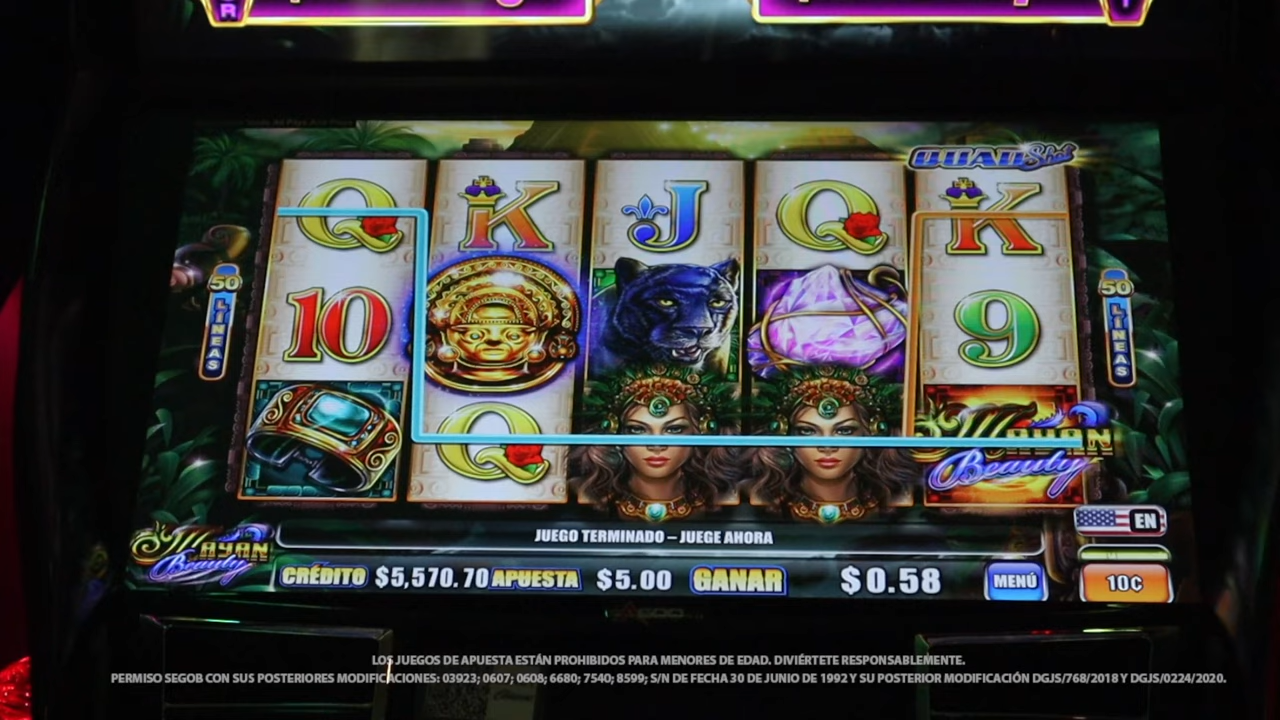 QUAD Shot
Q K J Q K
50 LÍNEAS
50 LÍNEAS
10 9
Q
MAYAN
Beauty
JUEGO TERMINADO – JUEGE AHORA
EN
MAYAN
Beauty
CRÉDITO $5,570.70 APUESTA $5.00 GANAR $0.58 MENÚ 10¢
LOS JUEGOS DE APUESTA ESTÁN PROHIBIDOS PARA MENORES DE EDAD. DIVIÉRTETE RESPONSABLEMENTE.
PERMISO SEGOB CON SUS POSTERIORES MODIFICACIONES: 03923; 0607; 0608; 6680; 7540; 8599; S/N DE FECHA 30 DE JUNIO DE 1992 Y SU POSTERIOR MODIFICACIÓN DGJS/768/2018 Y DGJS/0224/2020.